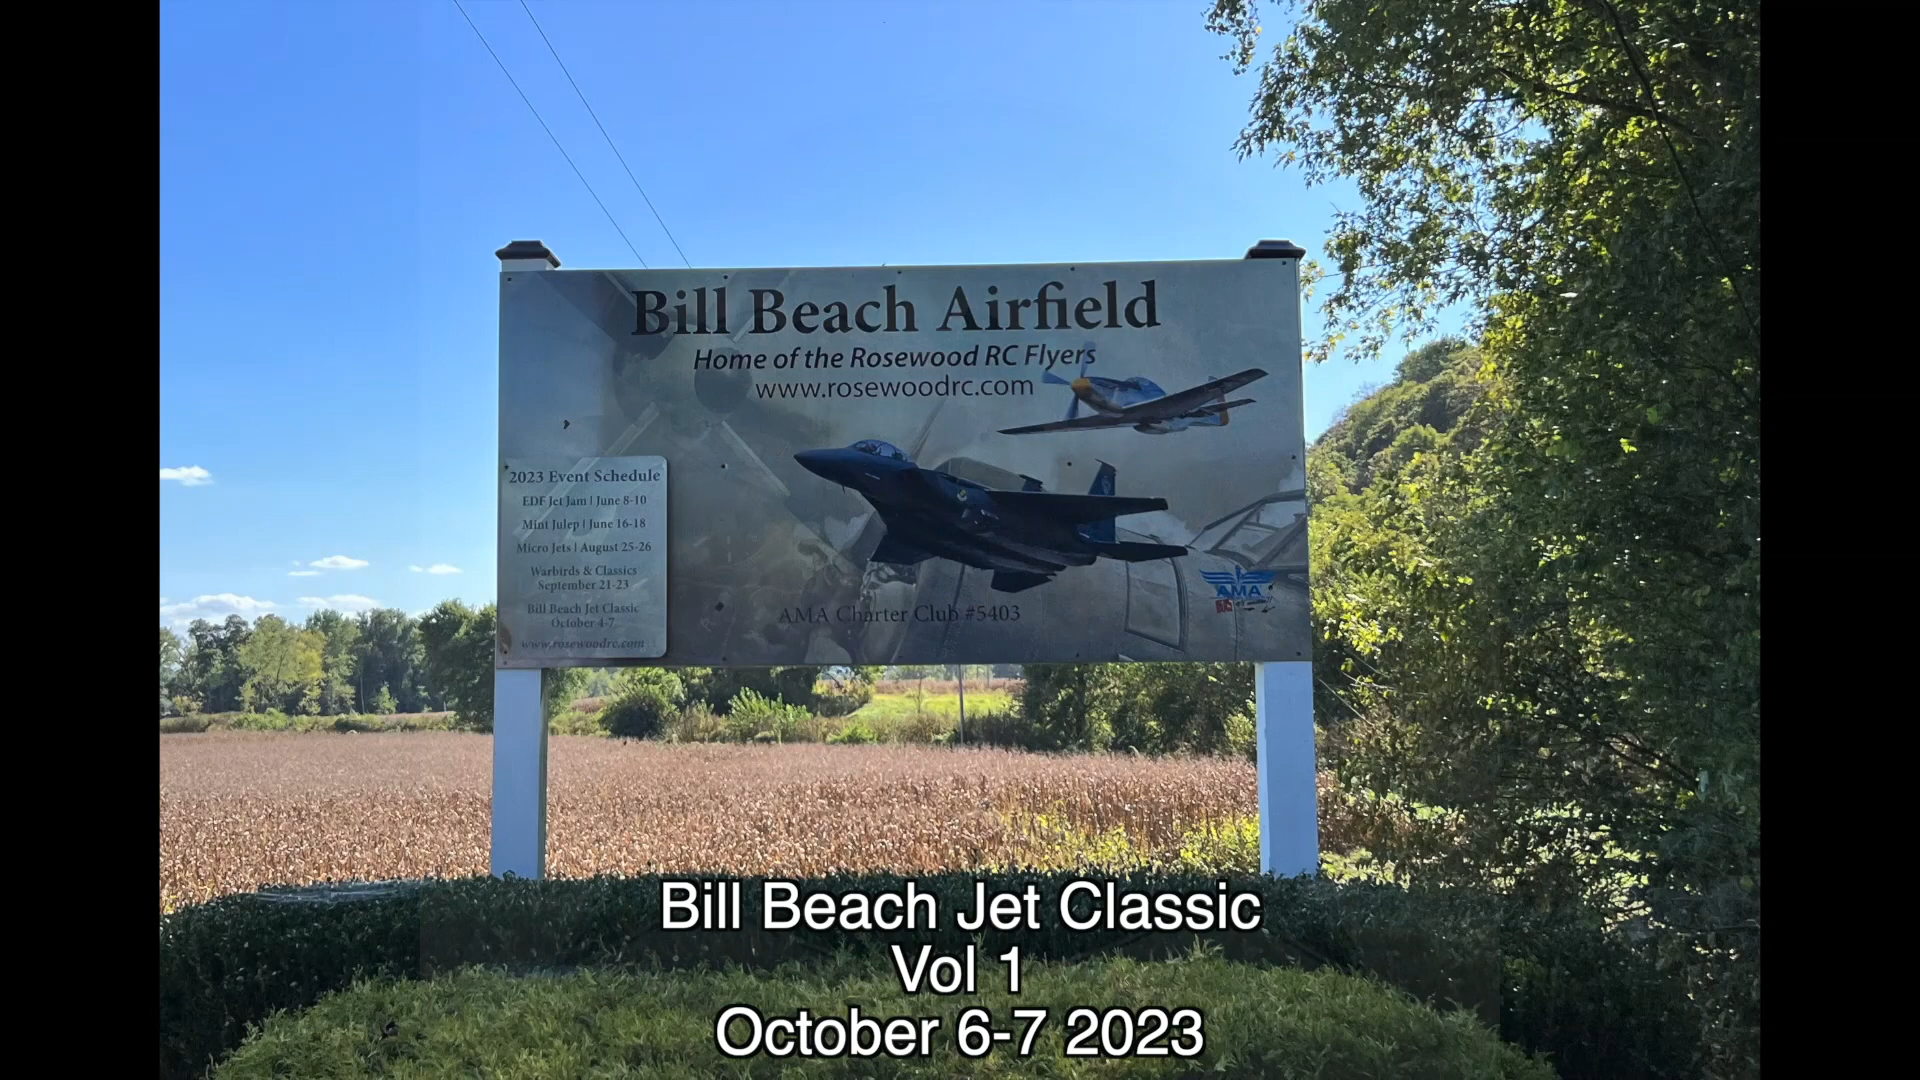 Bill Beach Airfield
Home of the Rosewood RC Flyers
www.rosewoodrc.com
2023 Event Schedule
EDF Jet Jam | June 8-10
Mint Julep | June 16-18
Micro Jets | August 25-26
Warbirds & Classics
September 21-23
Bill Beach Jet Classic
October 4-7
www.rosewoodrc.com
AMA Charter Club #5403
AMA
Bill Beach Jet Classic
Vol 1
October 6-7 2023